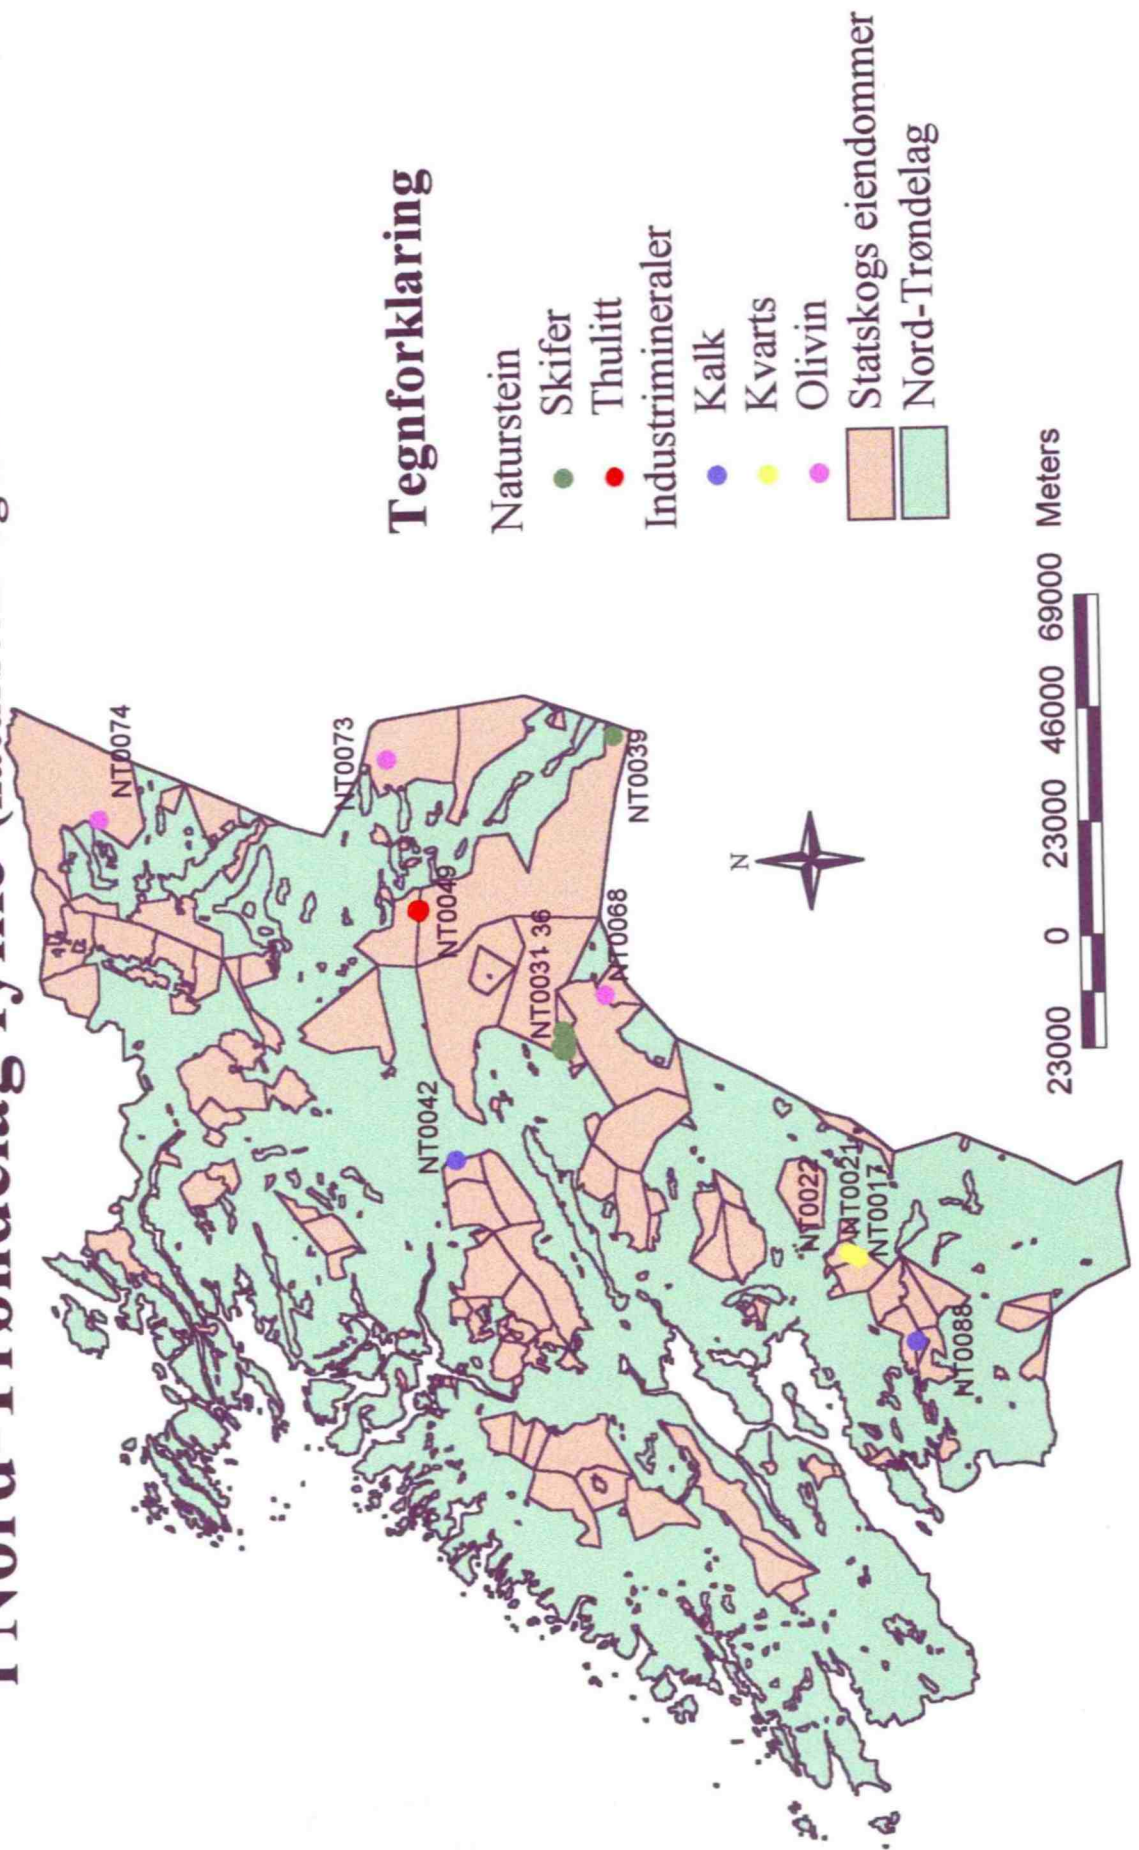 i Nord-Trøndelag fylke
NT0074
NT0073
NT0049
NT0042
NT0031 36
NT0039
NT0068
NT0022
NT0021
NT0017
NT0088
N
Tegnforklaring
Naturstein
Skifer
Thulitt
Industrimineraler
Kalk
Kvarts
Olivin
Statskogs eiendommer
Nord-Trøndelag
23000 0 23000 46000 69000 Meters